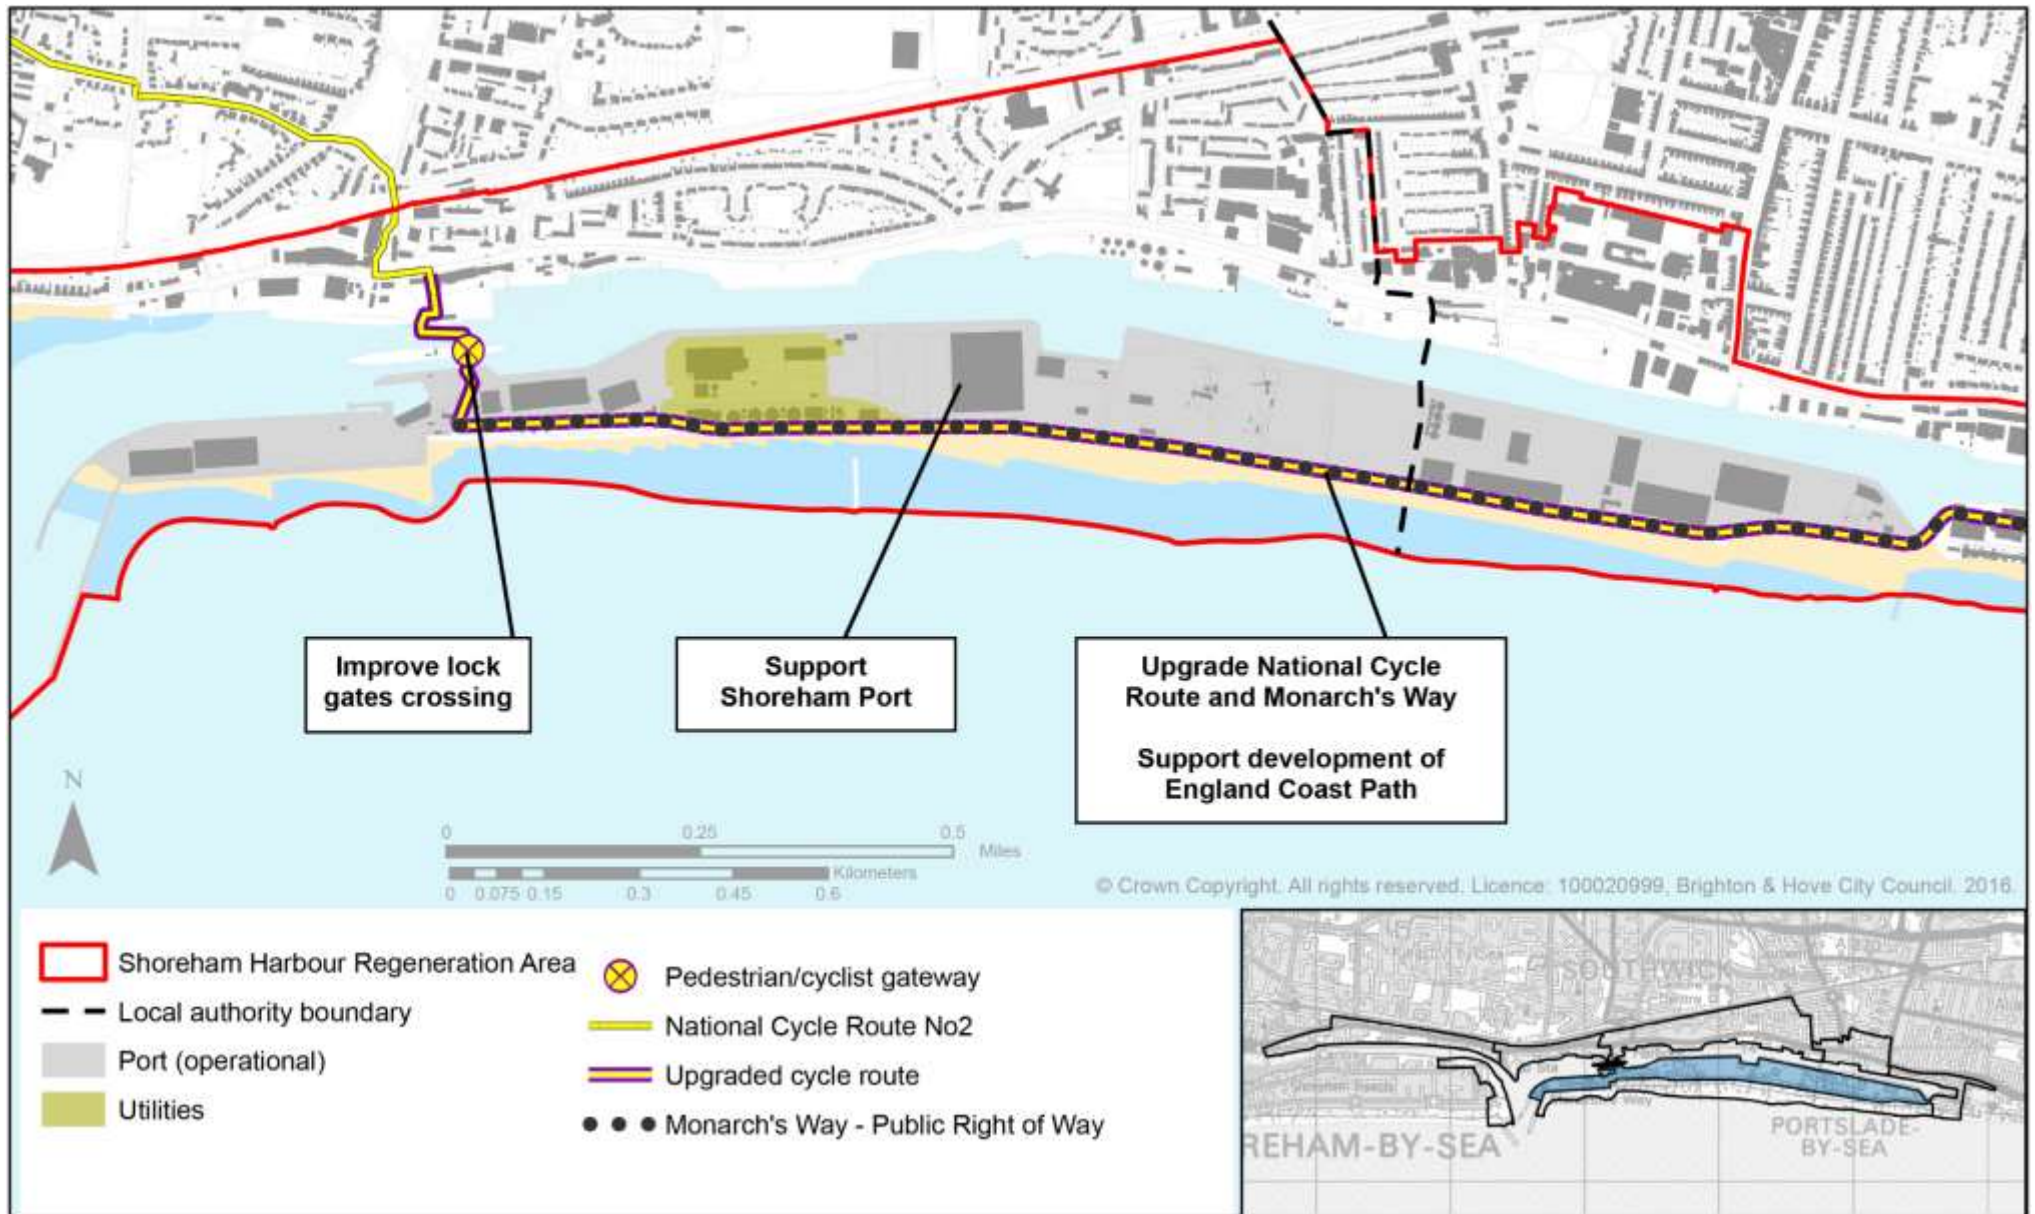 Improve lock
gates crossing
Support
Shoreham Port
Upgrade National Cycle
Route and Monarch's Way
Support development of
England Coast Path
N
0 0.25 0.5
Miles
Kilometers
0 0.075 0.15 0.3 0.45 0.6
© Crown Copyright. All rights reserved. Licence: 100020999, Brighton & Hove City Council. 2016.
Shoreham Harbour Regeneration Area
Local authority boundary
Port (operational)
Utilities
Pedestrian/cyclist gateway
National Cycle Route No2
Upgraded cycle route
Monarch's Way - Public Right of Way
SOUTHWICK
REHAM-BY-SEA
PORTSLADE-
BY-SEA